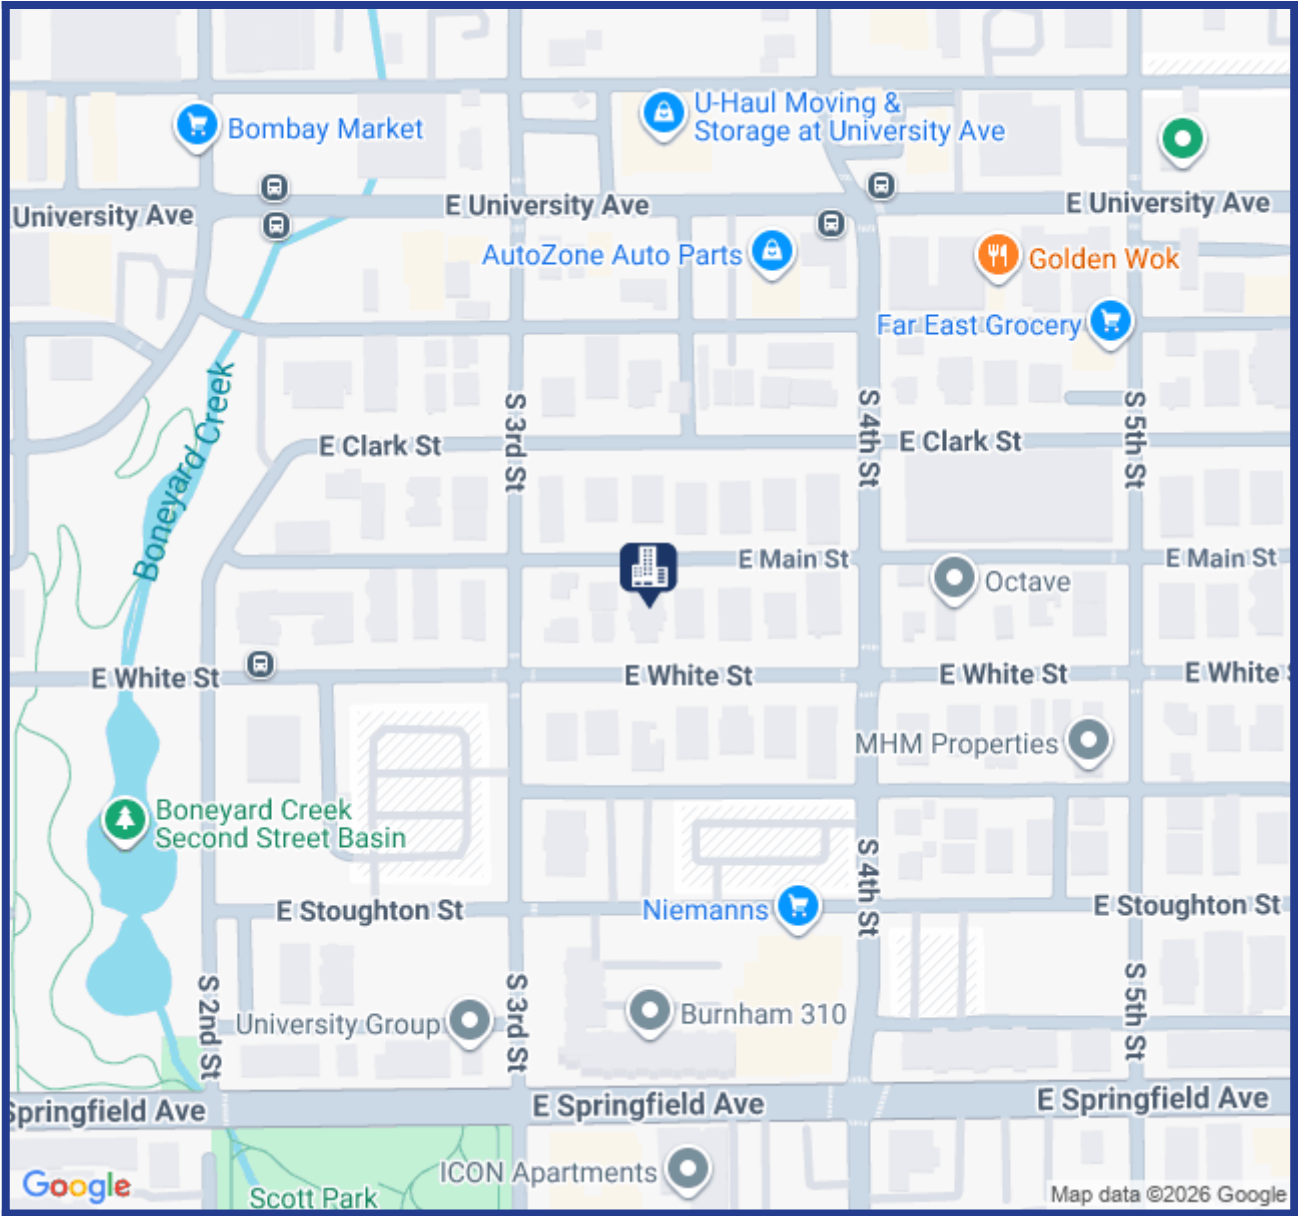 U-Haul Moving &
Storage at University Ave
Bombay Market
University Ave
E University Ave
E University Ave
AutoZone Auto Parts
Golden Wok
Far East Grocery
Boneyard Creek
S 3rd St
S 4th St
S 5th St
E Clark St
E Clark St
E Main St
E Main St
Octave
E White St
E White St
E White St
E White S
MHM Properties
Boneyard Creek
Second Street Basin
S 4th St
E Stoughton St
Niemanns
E Stoughton St
S 2nd St
S 3rd St
S 5th St
University Group
Burnham 310
Springfield Ave
E Springfield Ave
E Springfield Ave
ICON Apartments
Scott Park
Google
Map data ©2026 Google